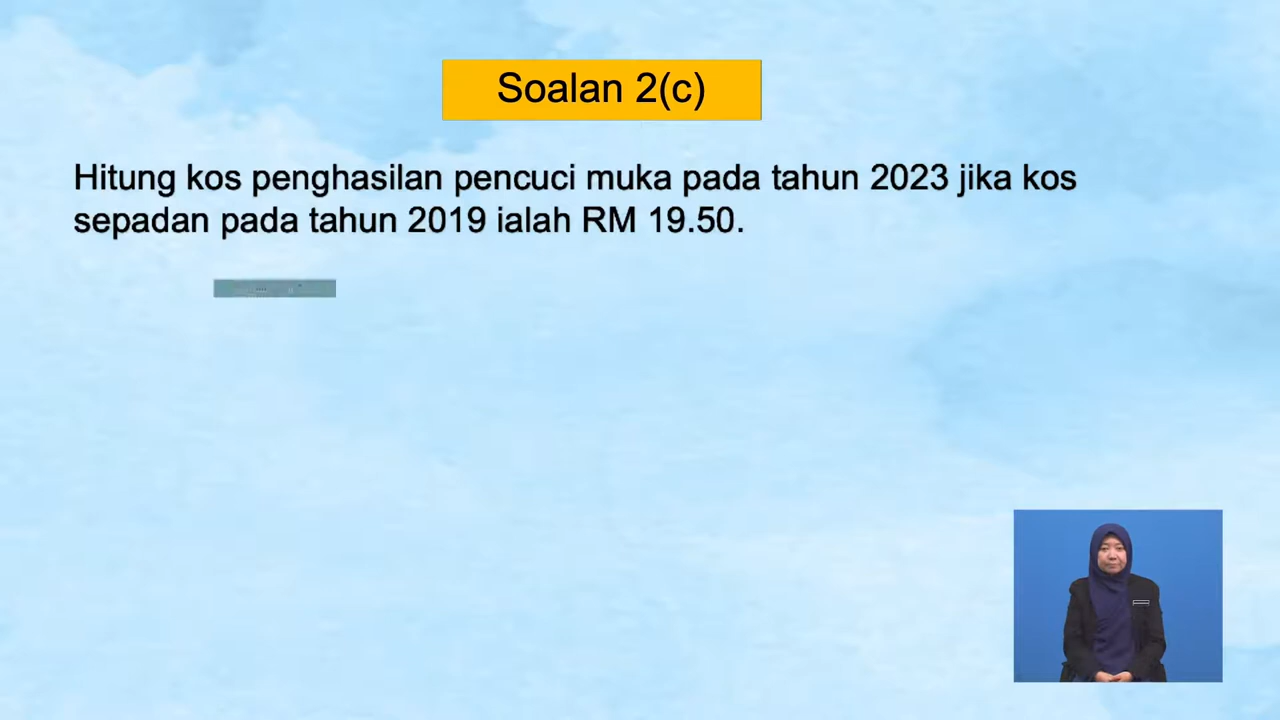 Soalan 2(c)
Hitung kos penghasilan pencuci muka pada tahun 2023 jika kos
sepadan pada tahun 2019 ialah RM 19.50.